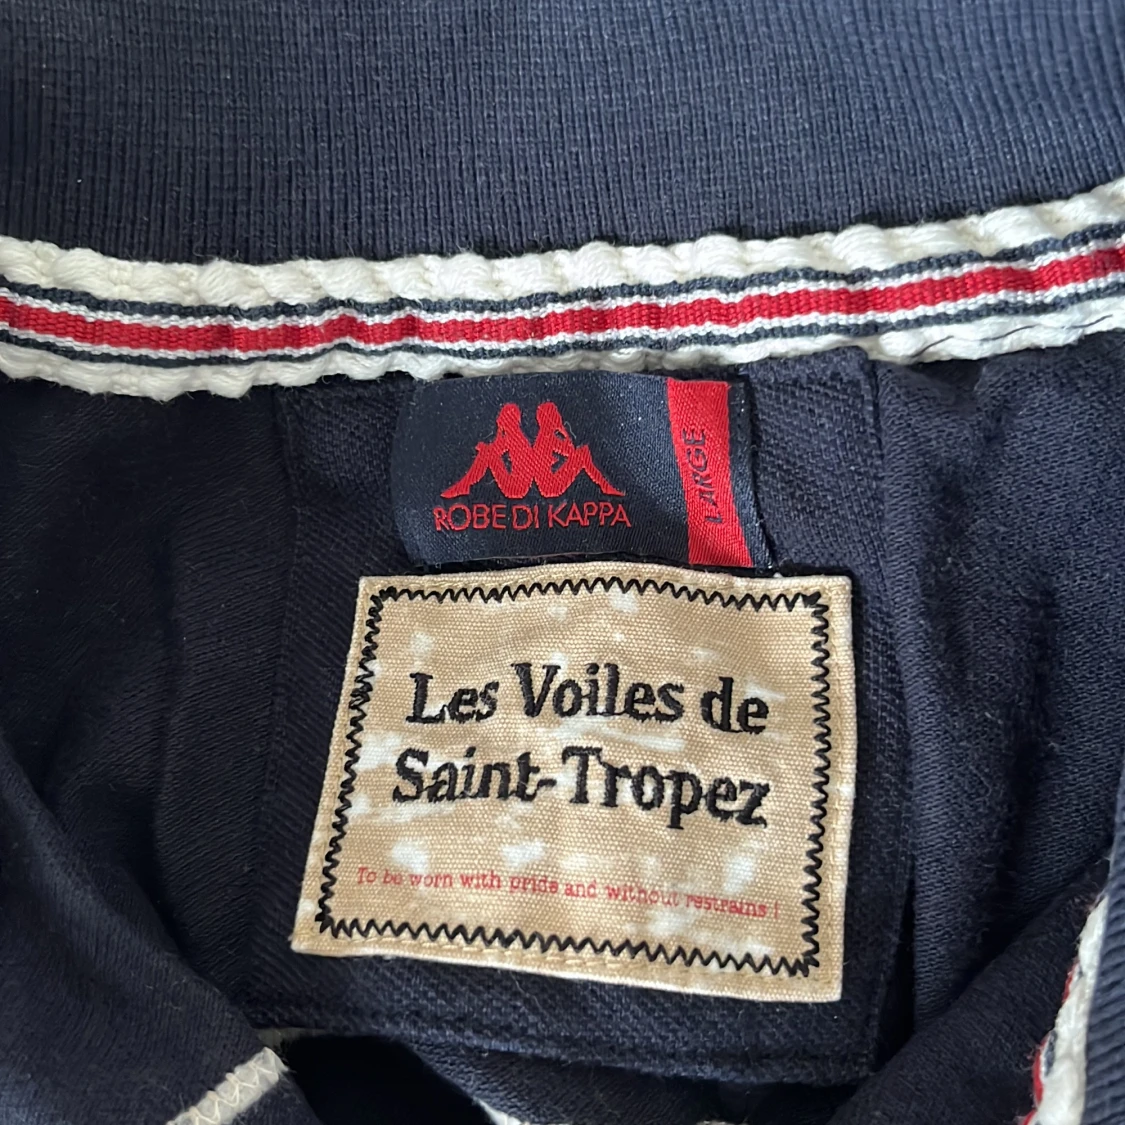 ROBE DI KAPPA
LARGE
Les Voiles de
Saint-Tropez
To be worn with pride and without restrains !